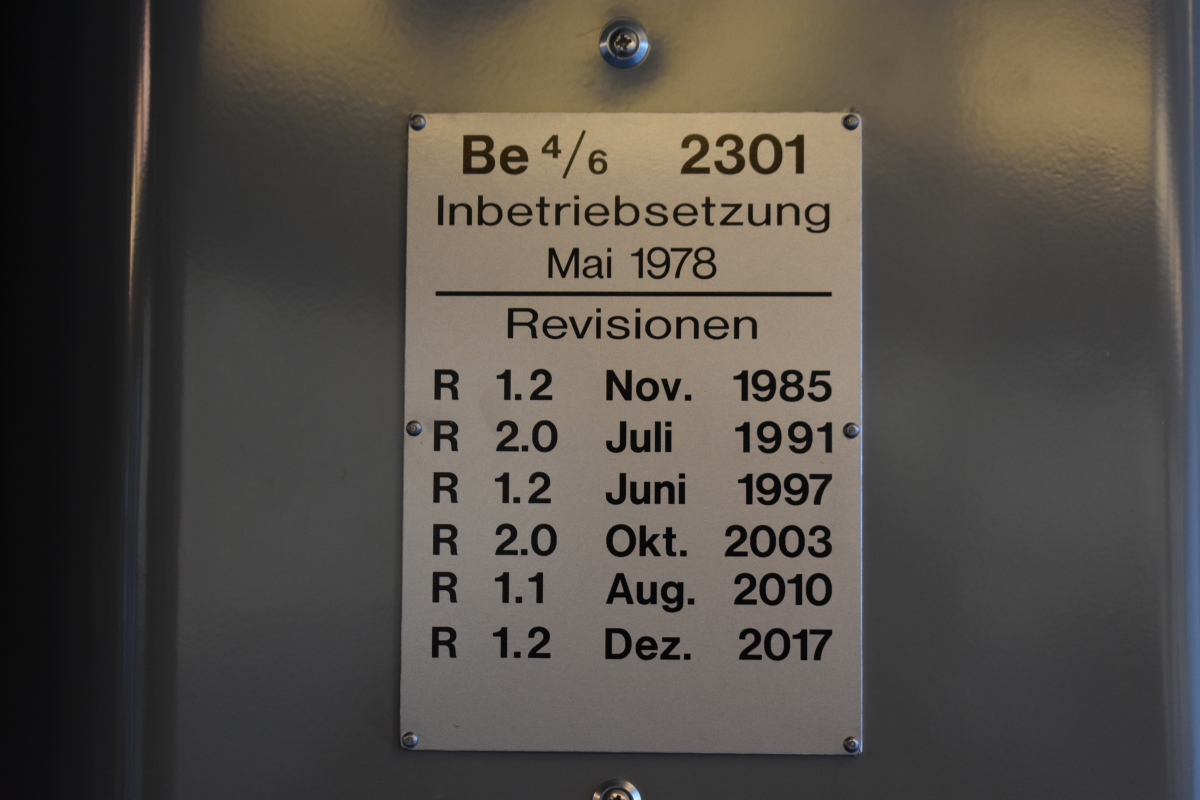 Be 4/6 2301
Inbetriebsetzung
Mai 1978
Revisionen
R 1.2 Nov. 1985
R 2.0 Juli 1991
R 1.2 Juni 1997
R 2.0 Okt. 2003
R 1.1 Aug. 2010
R 1.2 Dez. 2017